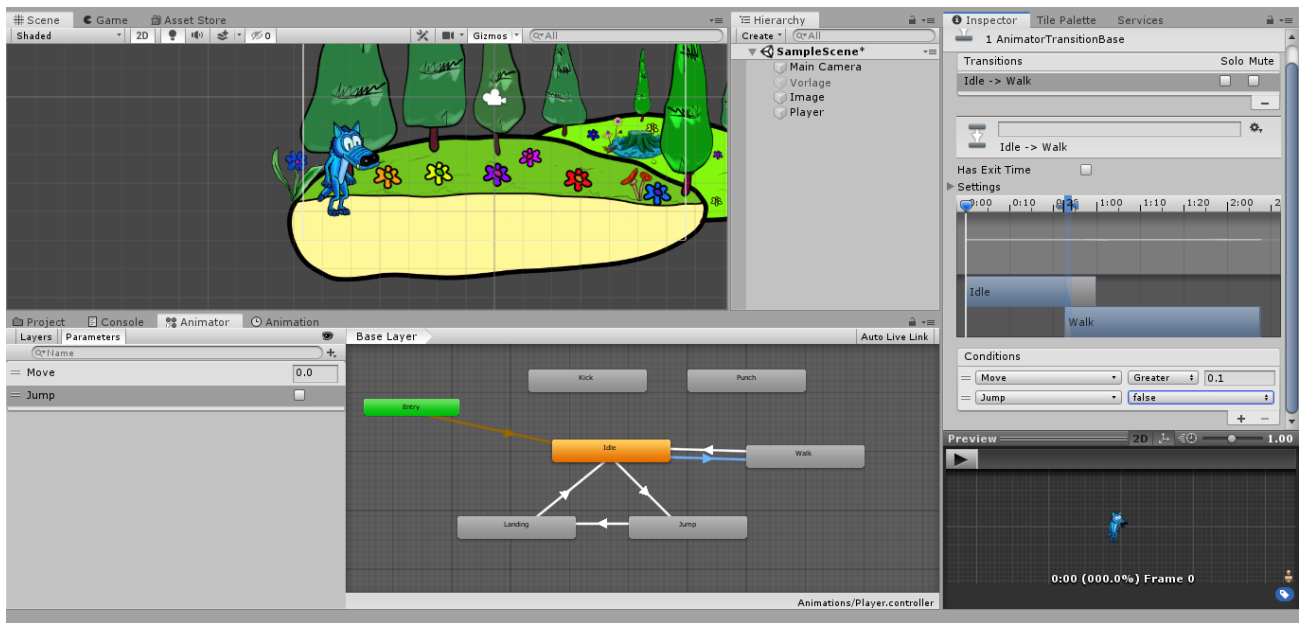 Scene Game Asset Store
Shaded 2D 0 Gizmos All
Hierarchy
Create All
SampleScene*
Main Camera
Vorlage
Image
Player
Inspector Tile Palette Services
1 AnimatorTransitionBase
Transitions Solo Mute
Idle -> Walk
Idle -> Walk
Has Exit Time
Settings
0:00 0:10 1:00 1:10 1:20 2:00 2
Idle
Walk
Conditions
Move Greater 0.1
Jump false
+ −
Preview 2D 1.00
0:00 (000.0%) Frame 0
Project Console Animator Animation
Layers Parameters
Name
Move 0.0
Jump
Base Layer Auto Live Link
Kick Punch
Entry
Idle
Walk
Landing Jump
Animations/Player.controller